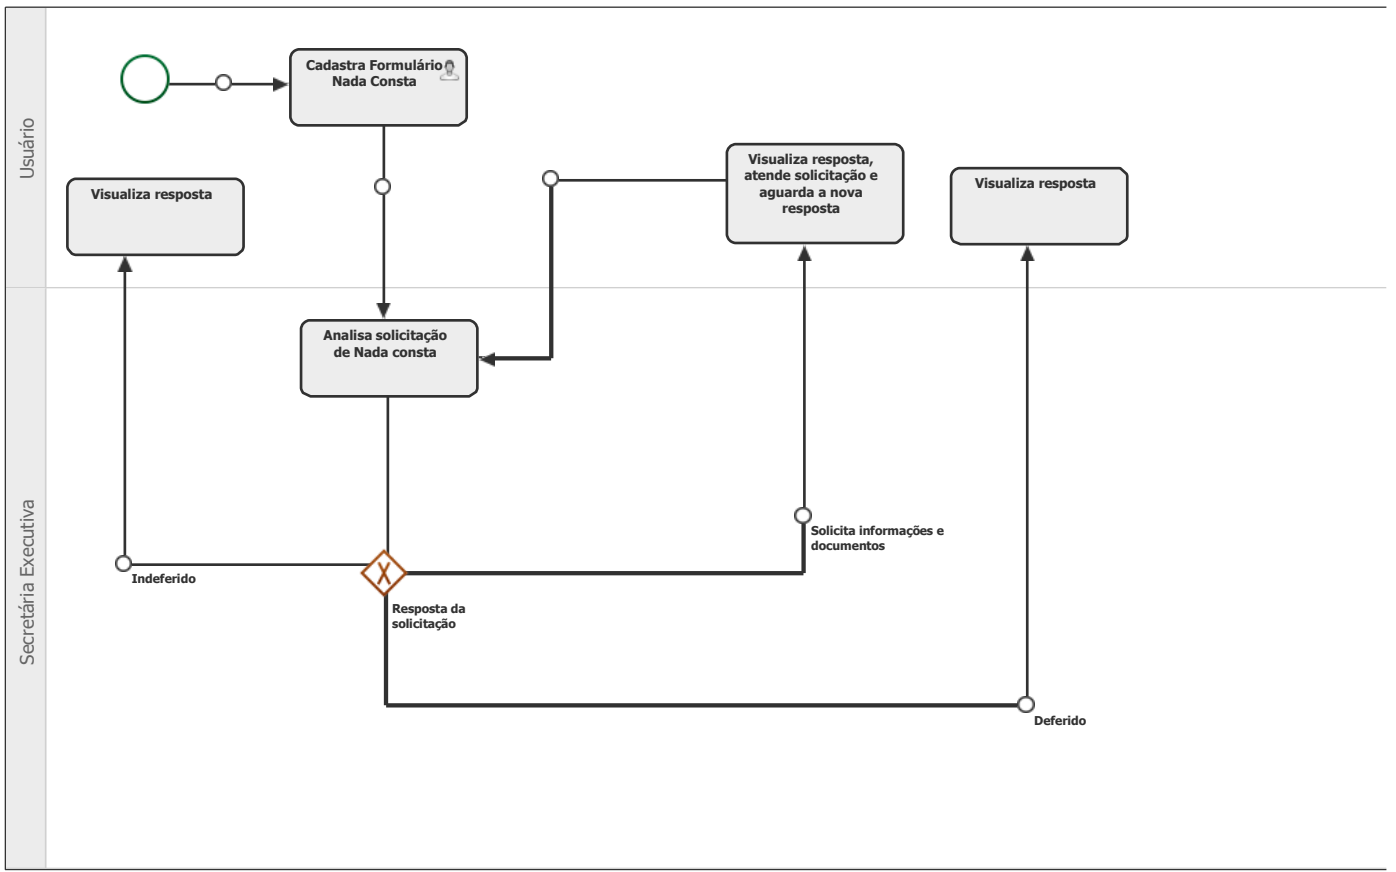 Usuário
Cadastra Formulário
Nada Consta
Visualiza resposta
Visualiza resposta,
atende solicitação e
aguarda a nova
resposta
Visualiza resposta
Secretária Executiva
Analisa solicitação
de Nada consta
Solicita informações e
documentos
Indeferido
X
Resposta da
solicitação
Deferido